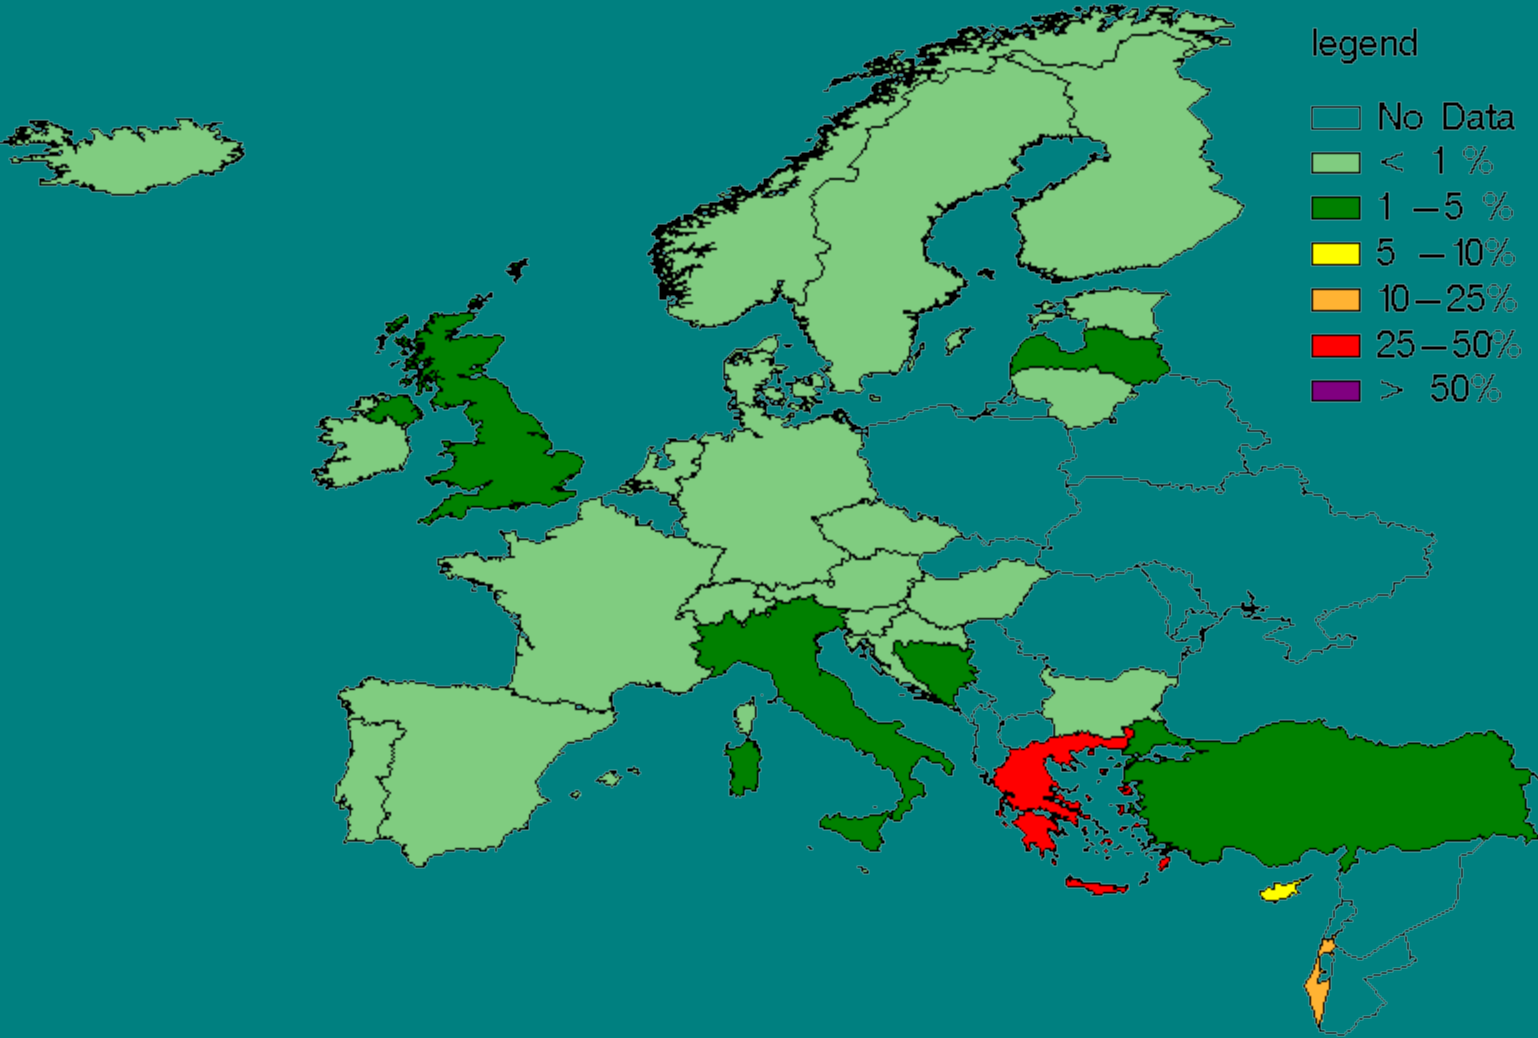 legend
No Data
< 1 %
1 –5 %
5 –10%
10–25%
25–50%
> 50%